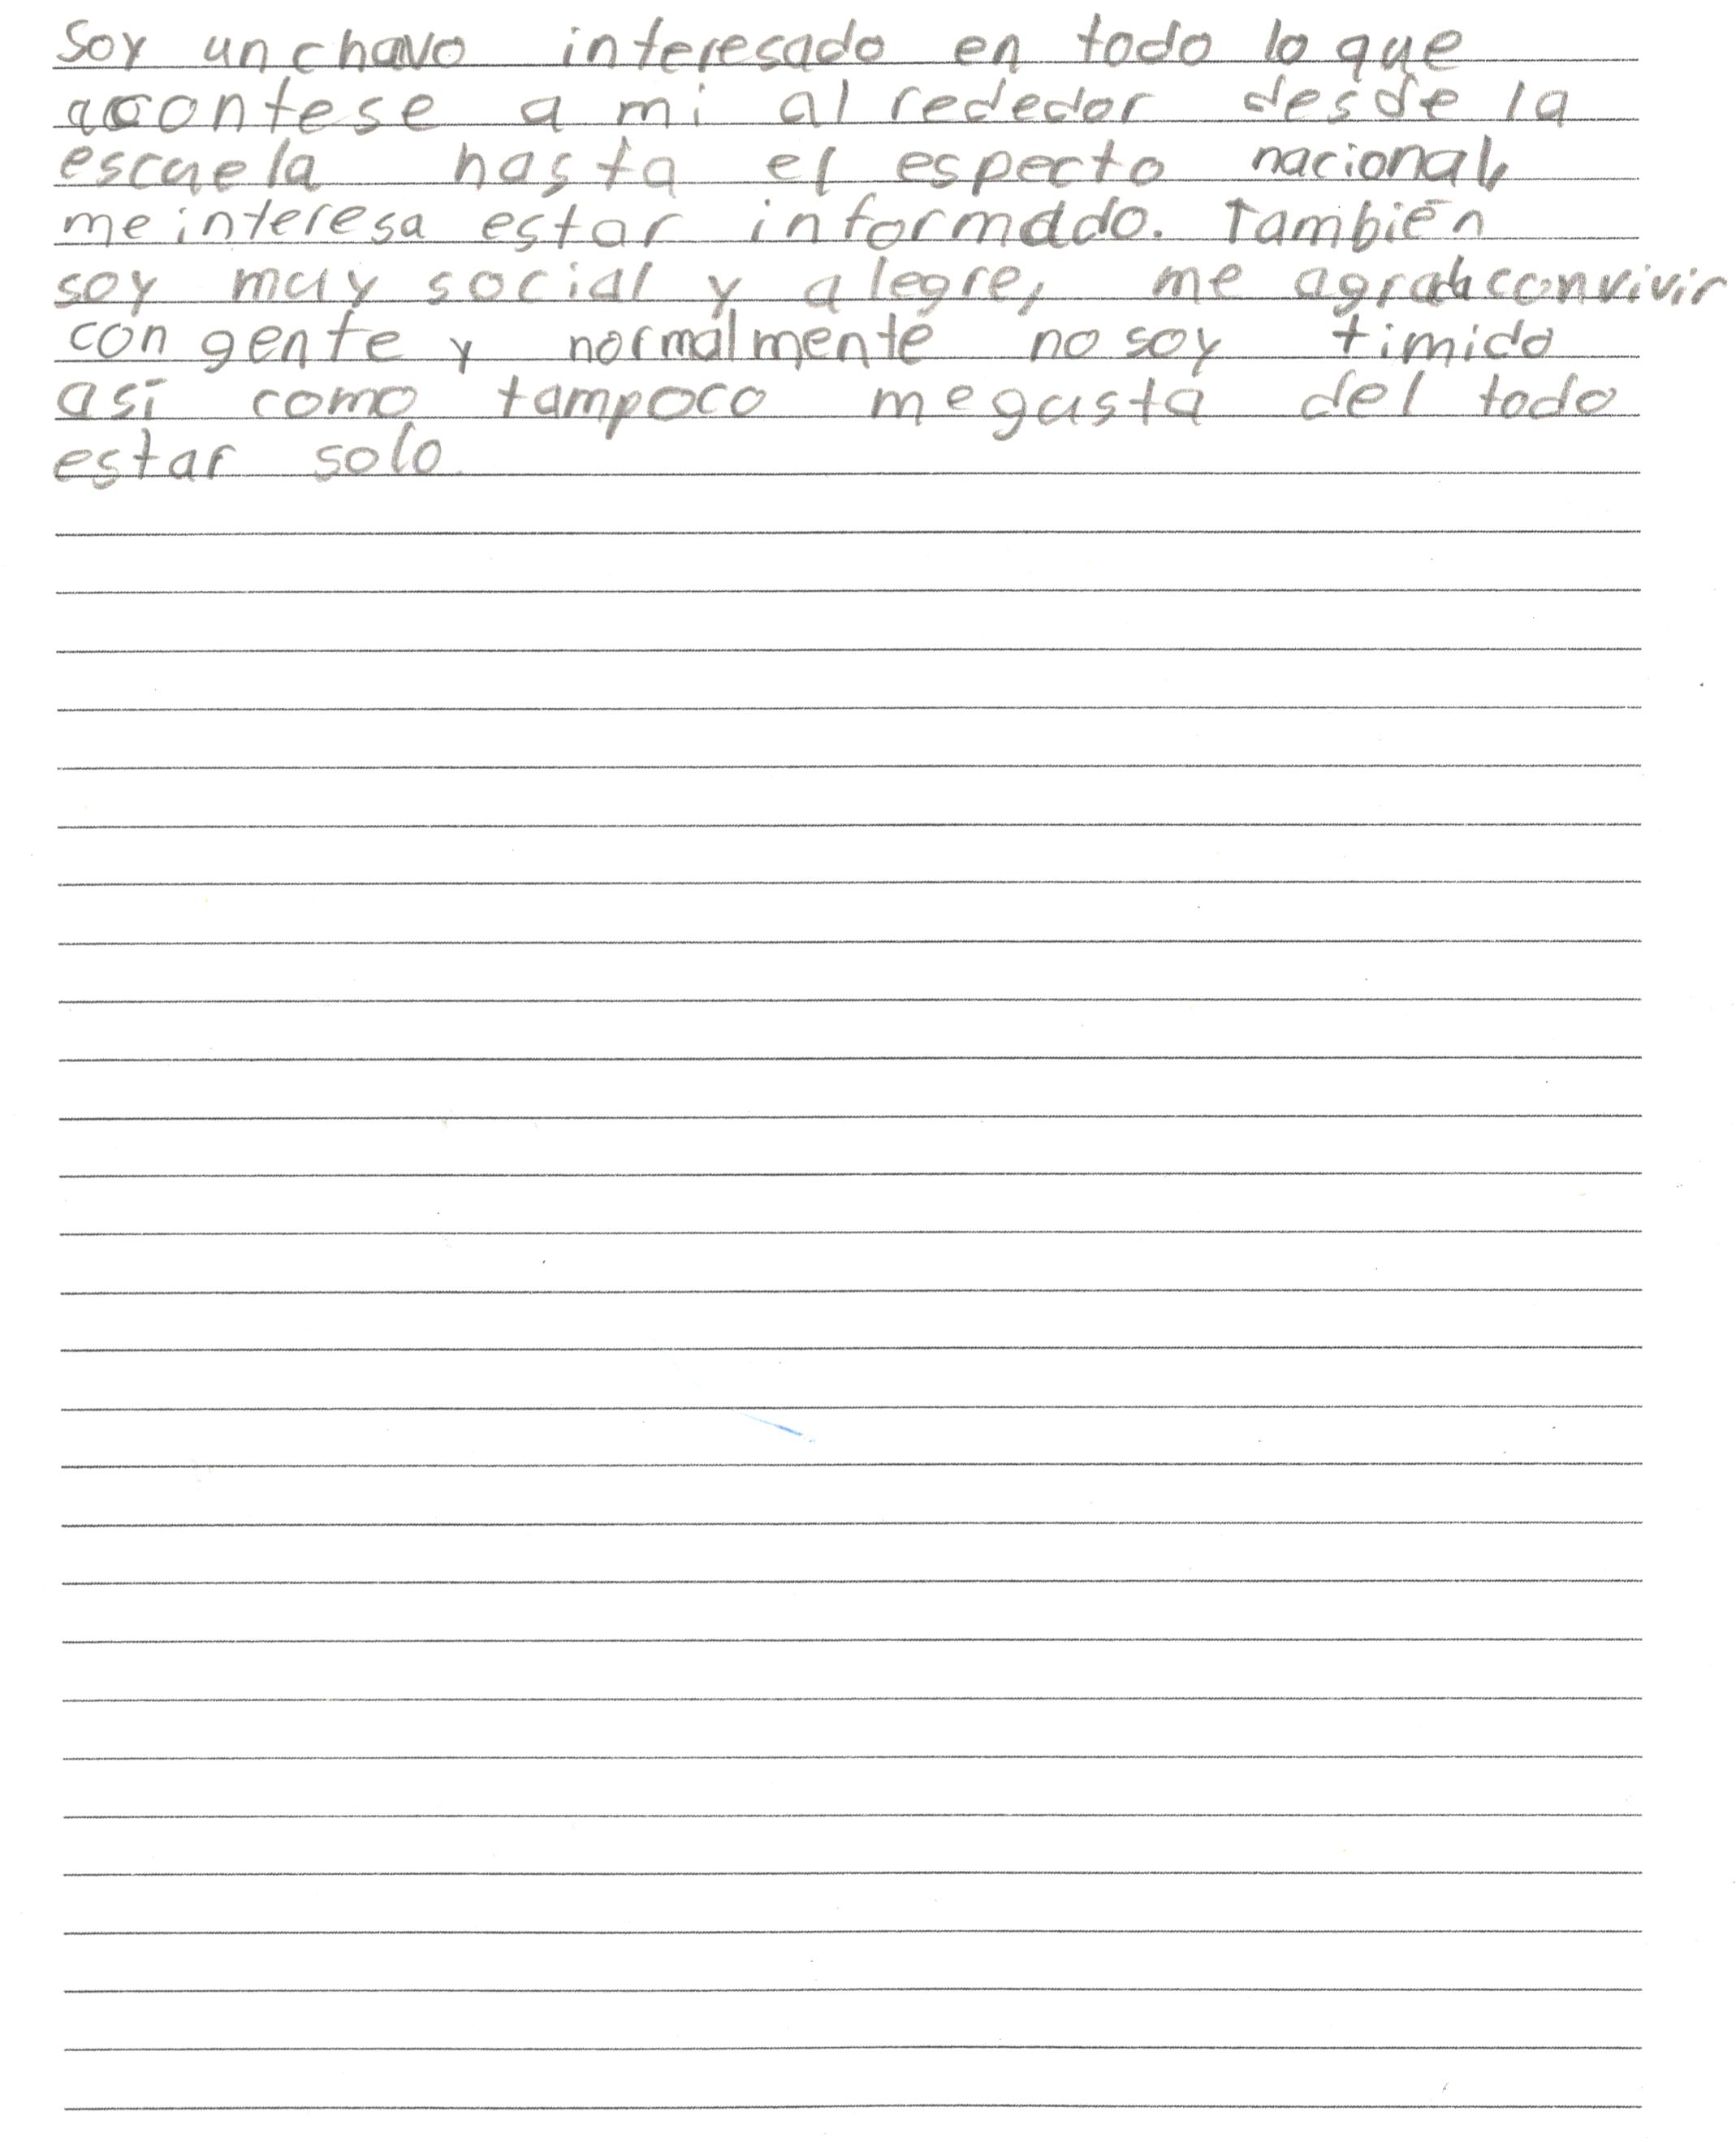 Soy un chavo interesado en todo lo que
acontese a mi al rededor desde la
escuela hasta el especto nacional,
me interesa estar informado. También
soy muy social y alegre, me agrada convivir
con gente y normalmente no soy timido
así como tampoco me gusta del todo
estar solo.